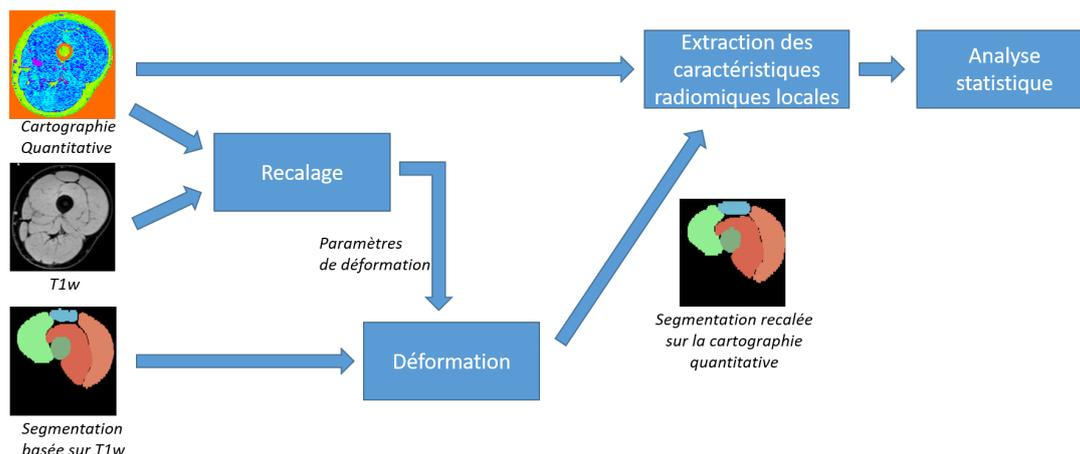 Extraction des
caractéristiques
radiomiques locales
Analyse
statistique
Cartographie
Quantitative
Recalage
T1w
Paramètres
de déformation
Déformation
Segmentation recalée
sur la cartographie
quantitative
Segmentation
basée sur T1w